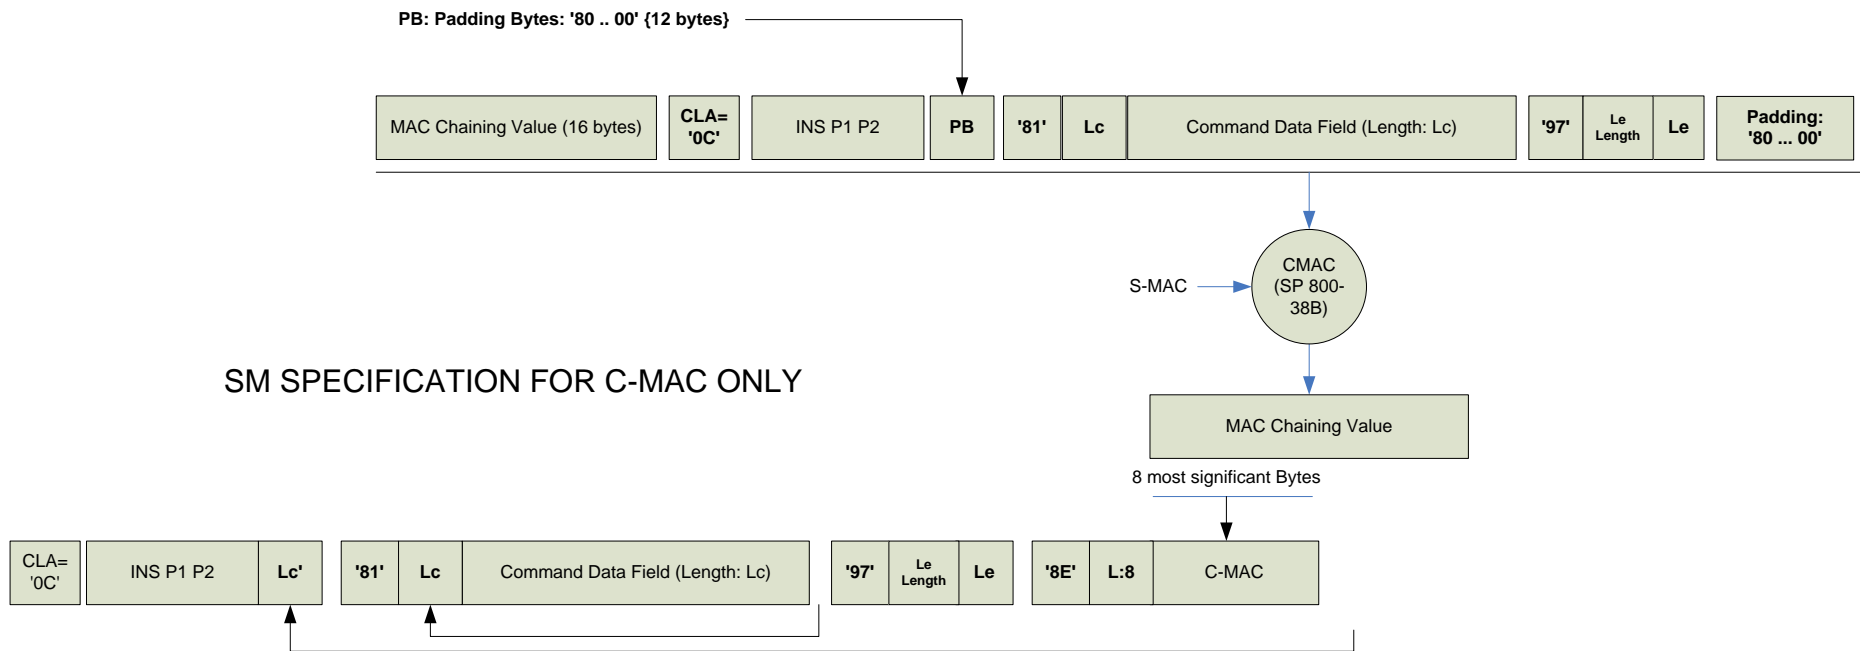 PB: Padding Bytes: '80 .. 00' {12 bytes}
MAC Chaining Value (16 bytes)
CLA=
'0C'
INS P1 P2
PB
'81'
Lc
Command Data Field (Length: Lc)
'97'
Le
Length
Le
Padding:
'80 ... 00'
S-MAC
CMAC
(SP 800-
38B)
SM SPECIFICATION FOR C-MAC ONLY
MAC Chaining Value
8 most significant Bytes
CLA=
'0C'
INS P1 P2
Lc'
'81'
Lc
Command Data Field (Length: Lc)
'97'
Le
Length
Le
'8E'
L:8
C-MAC